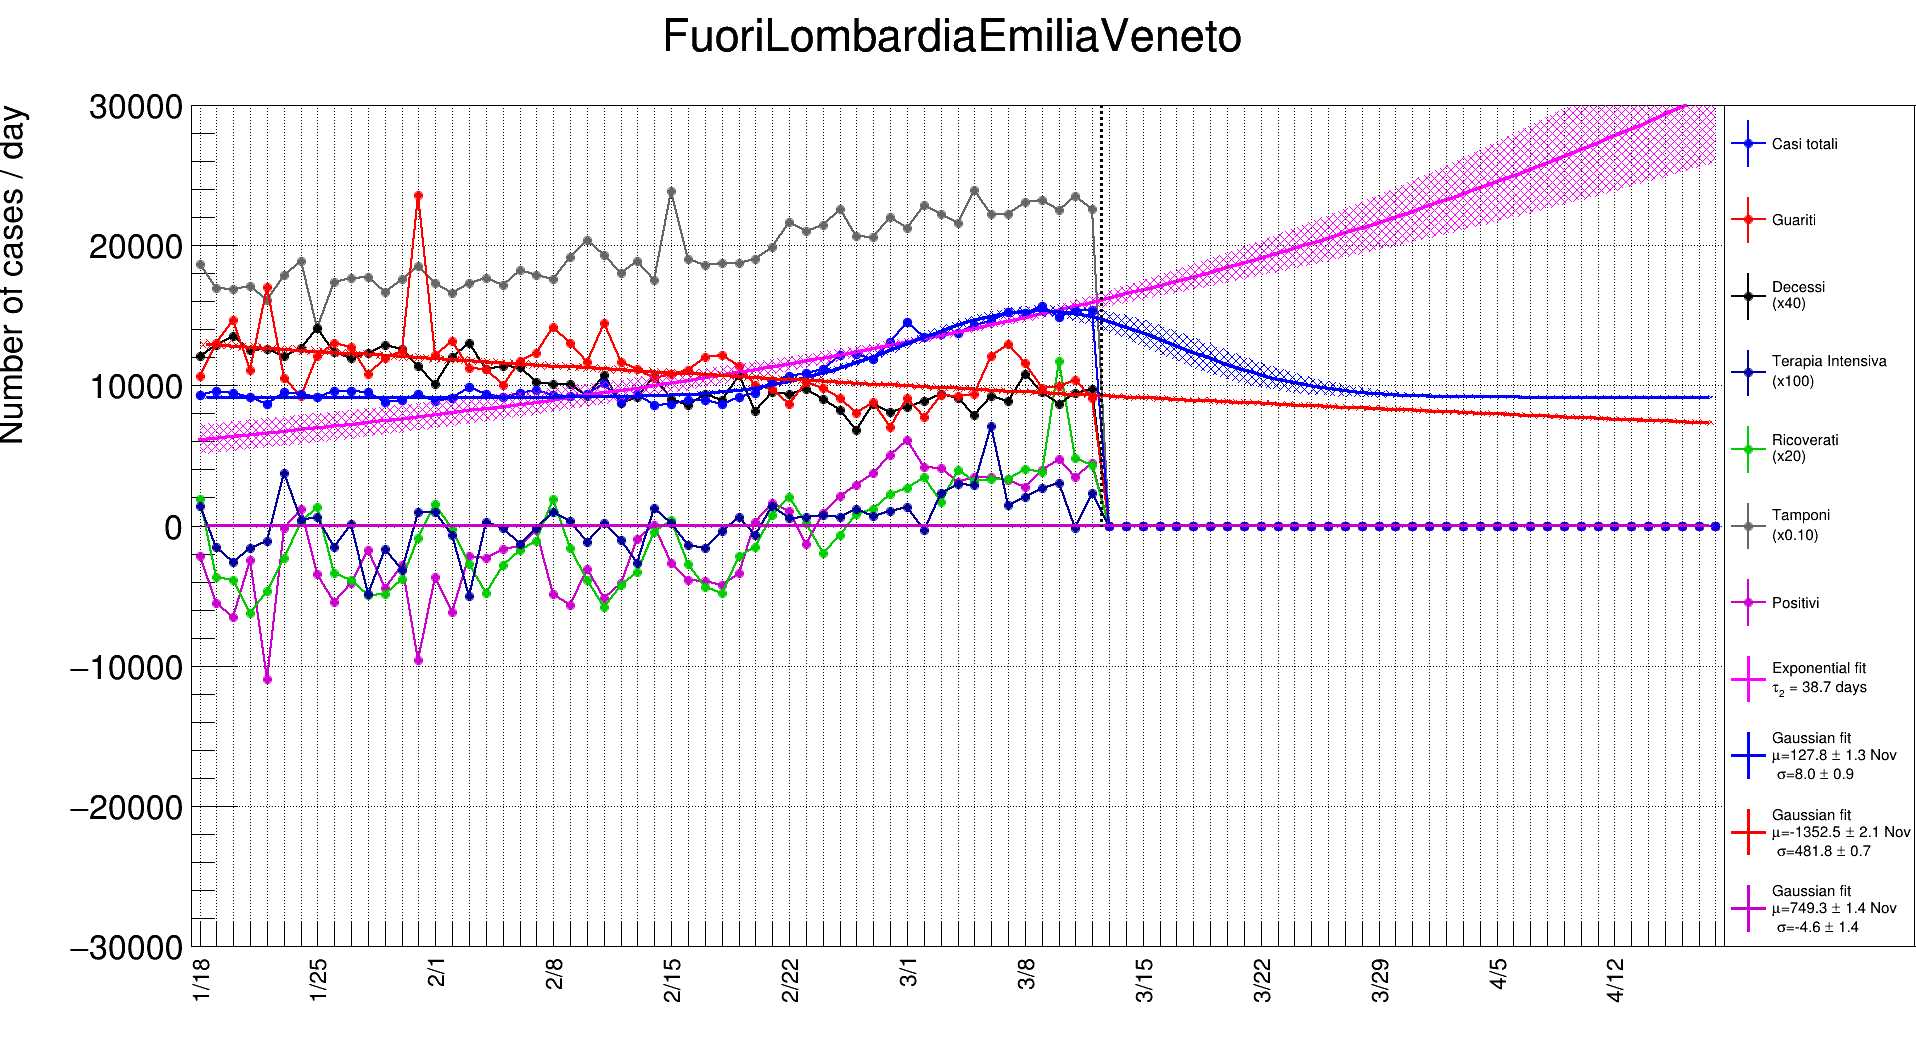 FuoriLombardiaEmiliaVeneto
Number of cases / day
30000
20000
10000
0
−10000
−20000
−30000
1/18
1/25
2/1
2/8
2/15
2/22
3/1
3/8
3/15
3/22
3/29
4/5
4/12
Casi totali
Guariti
Decessi
(x40)
Terapia Intensiva
(x100)
Ricoverati
(x20)
Tamponi
(x0.10)
Positivi
Exponential fit
τ2 = 38.7 days
Gaussian fit
μ=127.8 ± 1.3 Nov
σ=8.0 ± 0.9
Gaussian fit
μ=-1352.5 ± 2.1 Nov
σ=481.8 ± 0.7
Gaussian fit
μ=749.3 ± 1.4 Nov
σ=-4.6 ± 1.4